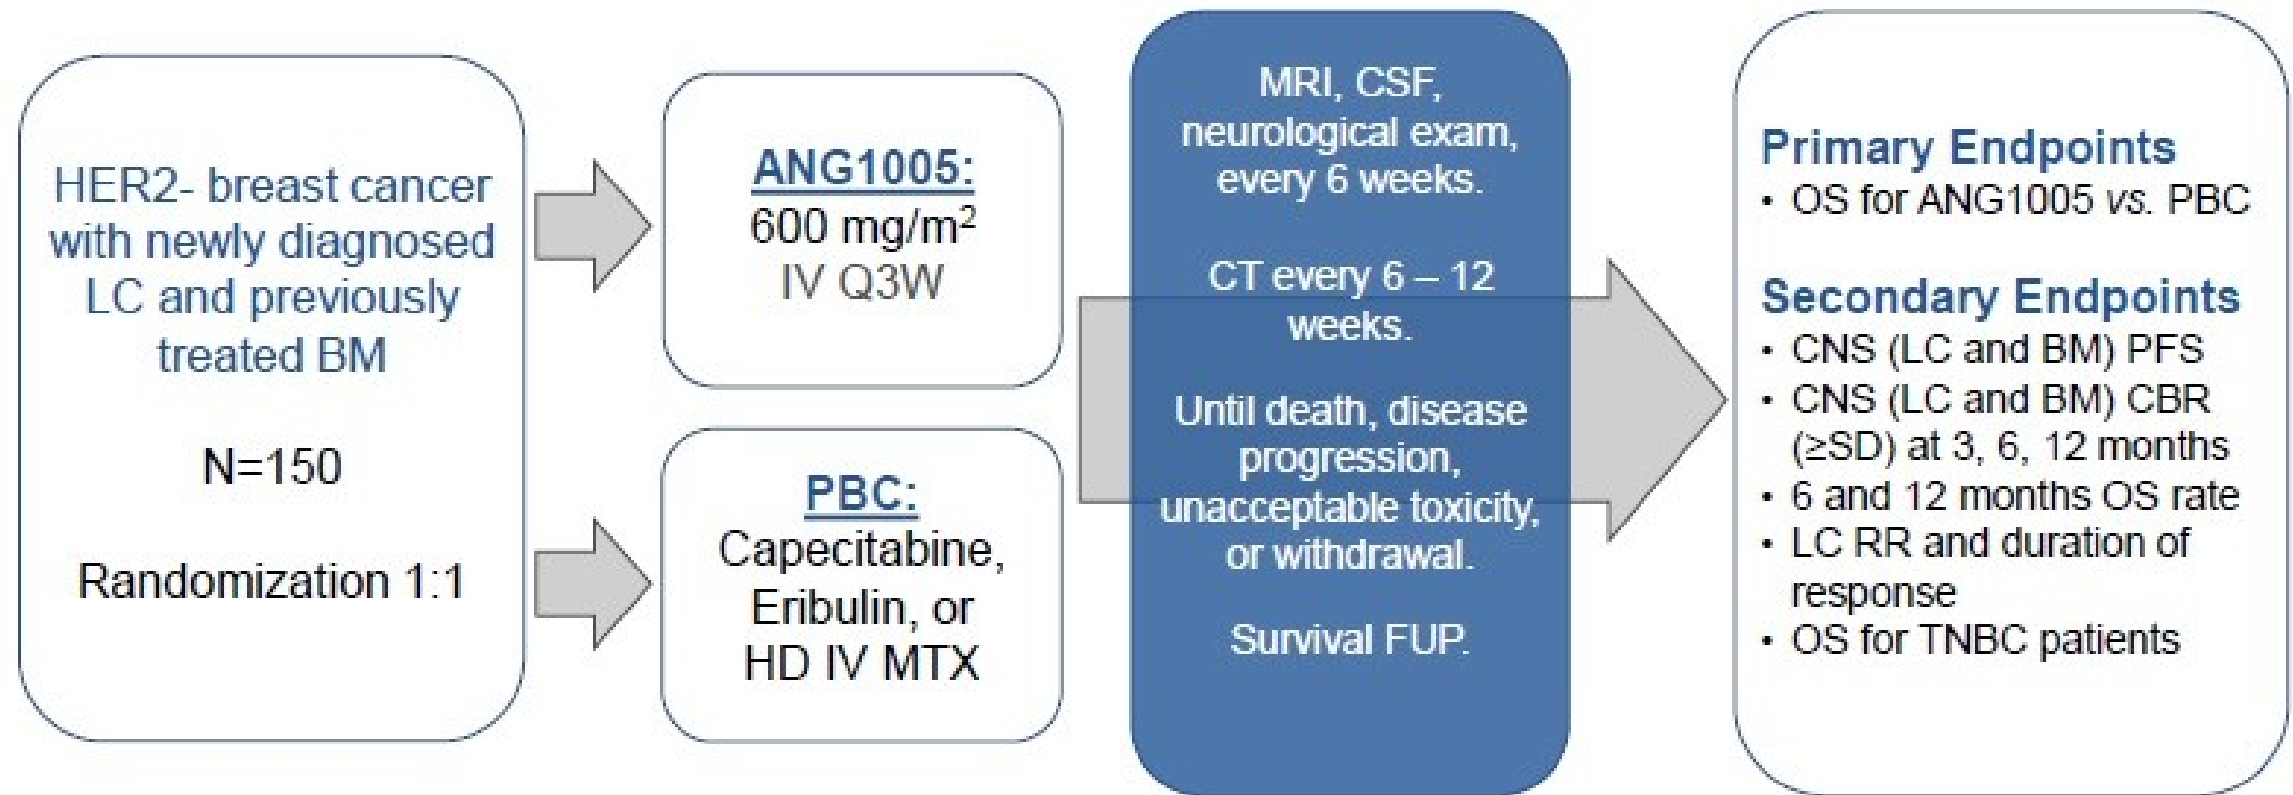 HER2- breast cancer
with newly diagnosed
LC and previously
treated BM
N=150
Randomization 1:1
ANG1005:
600 mg/m²
IV Q3W
PBC:
Capecitabine,
Eribulin, or
HD IV MTX
MRI, CSF,
neurological exam,
every 6 weeks.
CT every 6 – 12
weeks.
Until death, disease
progression,
unacceptable toxicity,
or withdrawal.
Survival FUP.
Primary Endpoints
• OS for ANG1005 vs. PBC
Secondary Endpoints
• CNS (LC and BM) PFS
• CNS (LC and BM) CBR
(≥SD) at 3, 6, 12 months
• 6 and 12 months OS rate
• LC RR and duration of
response
• OS for TNBC patients